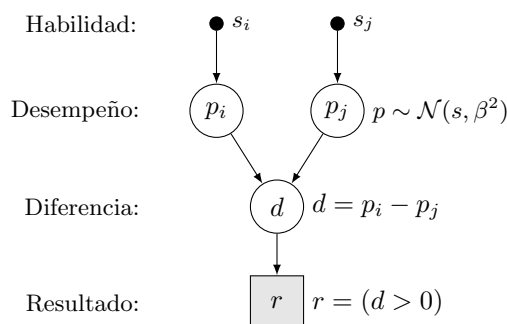 Habilidad: s_i s_j
Desempeño: p_i p_j p ∼ N(s, β²)
Diferencia: d d = p_i − p_j
Resultado: r r = (d > 0)